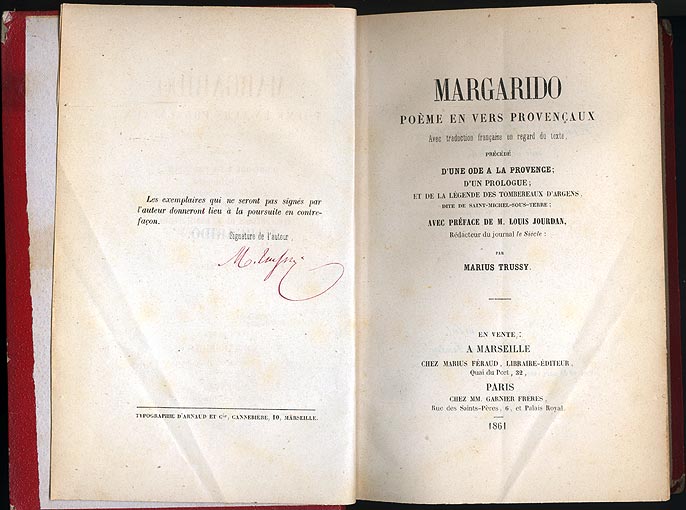 Les exemplaires qui ne seront pas signés par
l'auteur donneront lieu à la poursuite en contre-
façon.
Signature de l'auteur,
M. Trussy
TYPOGRAPHIE D'ARNAUD ET Cie, CANNEBIÈRE, 10, MARSEILLE.
MARGARIDO
POÈME EN VERS PROVENÇAUX
Avec traduction française en regard du texte,
PRÉCÉDÉ
D'UNE ODE A LA PROVENCE;
D'UN PROLOGUE;
ET DE LA LÉGENDE DES TOMBEREAUX D'ARGENS,
DITE DE SAINT-MICHEL-SOUS-TERRE;
AVEC PRÉFACE DE M. LOUIS JOURDAN,
Rédacteur du journal le Siècle:
PAR
MARIUS TRUSSY.
EN VENTE:
A MARSEILLE
CHEZ MARIUS FÉRAUD, LIBRAIRE-ÉDITEUR,
Quai du Port, 32,
PARIS
CHEZ MM. GARNIER FRÈRES,
Rue des Saints-Pères, 6, et Palais Royal.
1861